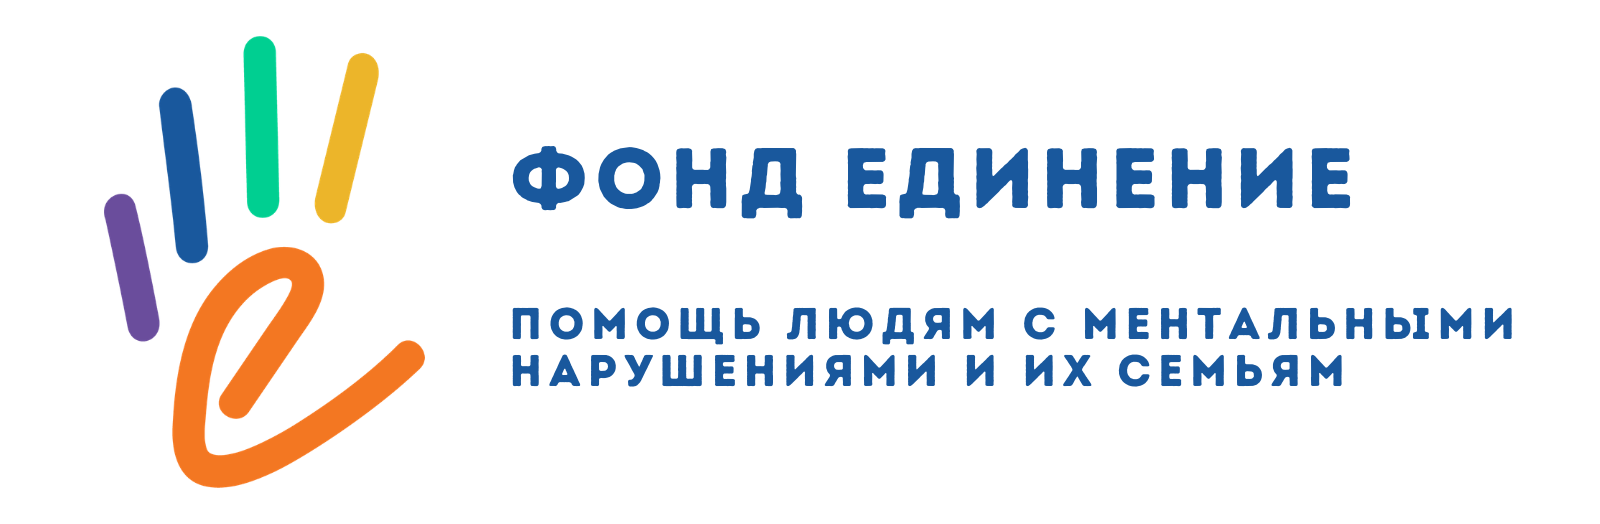 ФОНД ЕДИНЕНИЕ
ПОМОЩЬ ЛЮДЯМ С МЕНТАЛЬНЫМИ
НАРУШЕНИЯМИ И ИХ СЕМЬЯМ